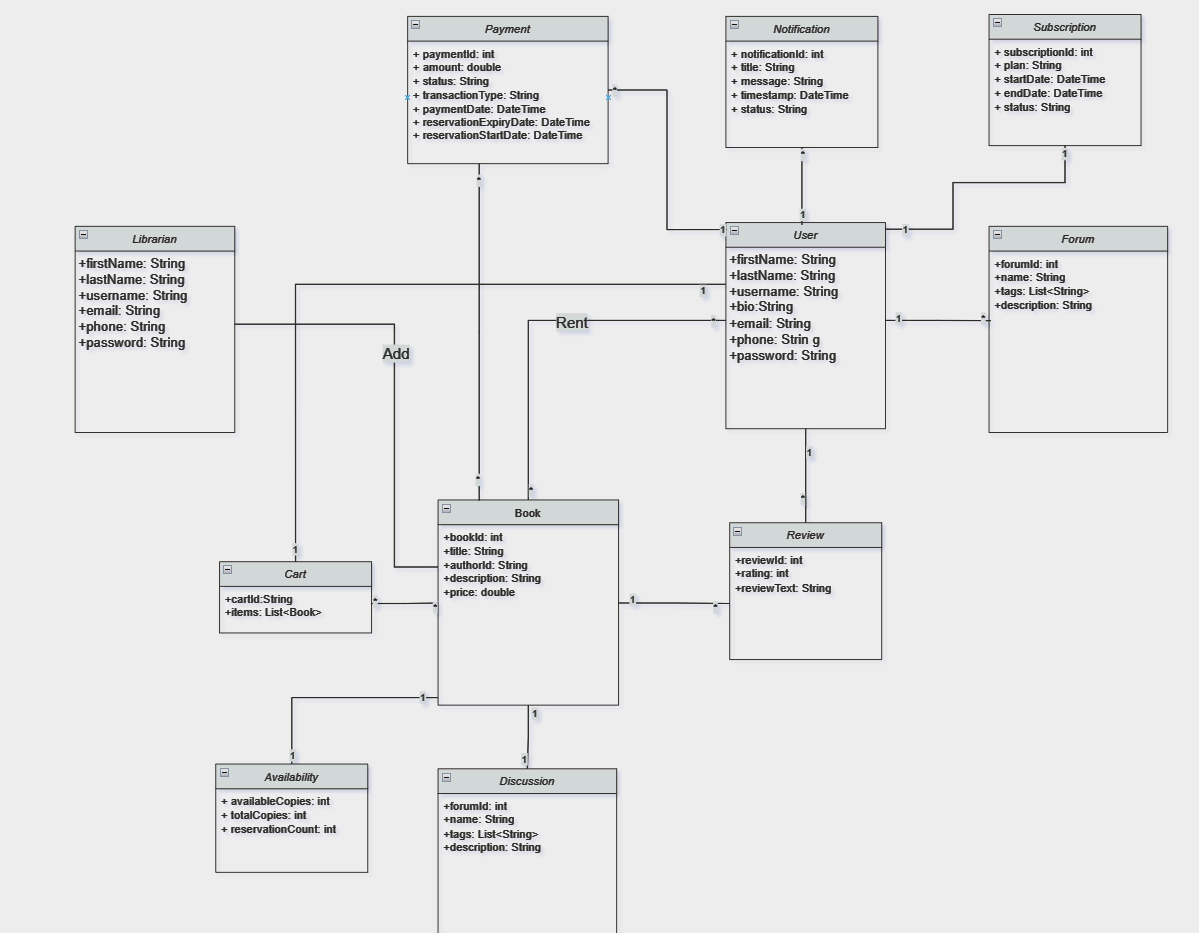 Payment
+ paymentId: int
+ amount: double
+ status: String
+ transactionType: String
+ paymentDate: DateTime
+ reservationExpiryDate: DateTime
+ reservationStartDate: DateTime
*
*
*
1
Notification
+ notificationId: int
+ title: String
+ message: String
+ timestamp: DateTime
+ status: String
*
1
Subscription
+ subscriptionId: int
+ plan: String
+ startDate: DateTime
+ endDate: DateTime
+ status: String
1
1
Librarian
+firstName: String
+lastName: String
+username: String
+email: String
+phone: String
+password: String
Add
User
+firstName: String
+lastName: String
+username: String
+bio:String
+email: String
+phone: Strin g
+password: String
1
1
Rent
*
*
1
*
Forum
+forumId: int
+name: String
+tags: List<String>
+description: String
1
*
Book
+bookId: int
+title: String
+authorId: String
+description: String
+price: double
Review
+reviewId: int
+rating: int
+reviewText: String
1
*
Cart
+cartId:String
+items: List<Book>
*
*
1
1
Availability
+ availableCopies: int
+ totalCopies: int
+ reservationCount: int
1
1
Discussion
+forumId: int
+name: String
+tags: List<String>
+description: String